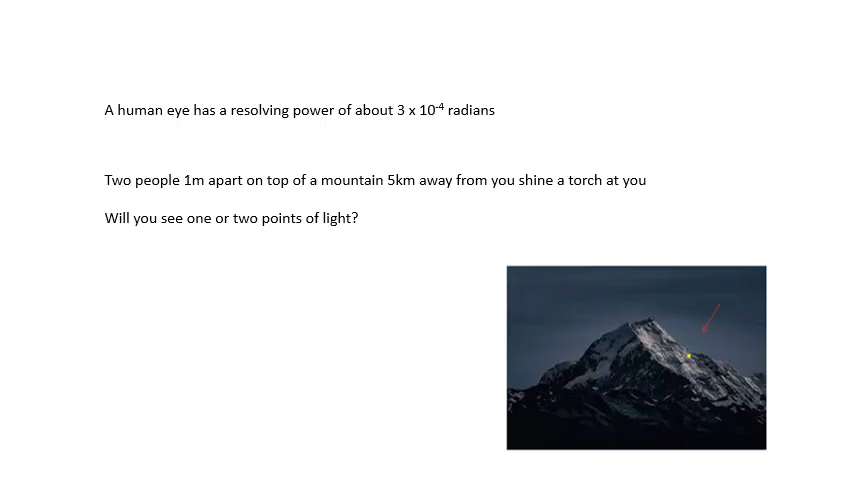 A human eye has a resolving power of about 3 x 10⁻⁴ radians
Two people 1m apart on top of a mountain 5km away from you shine a torch at you
Will you see one or two points of light?